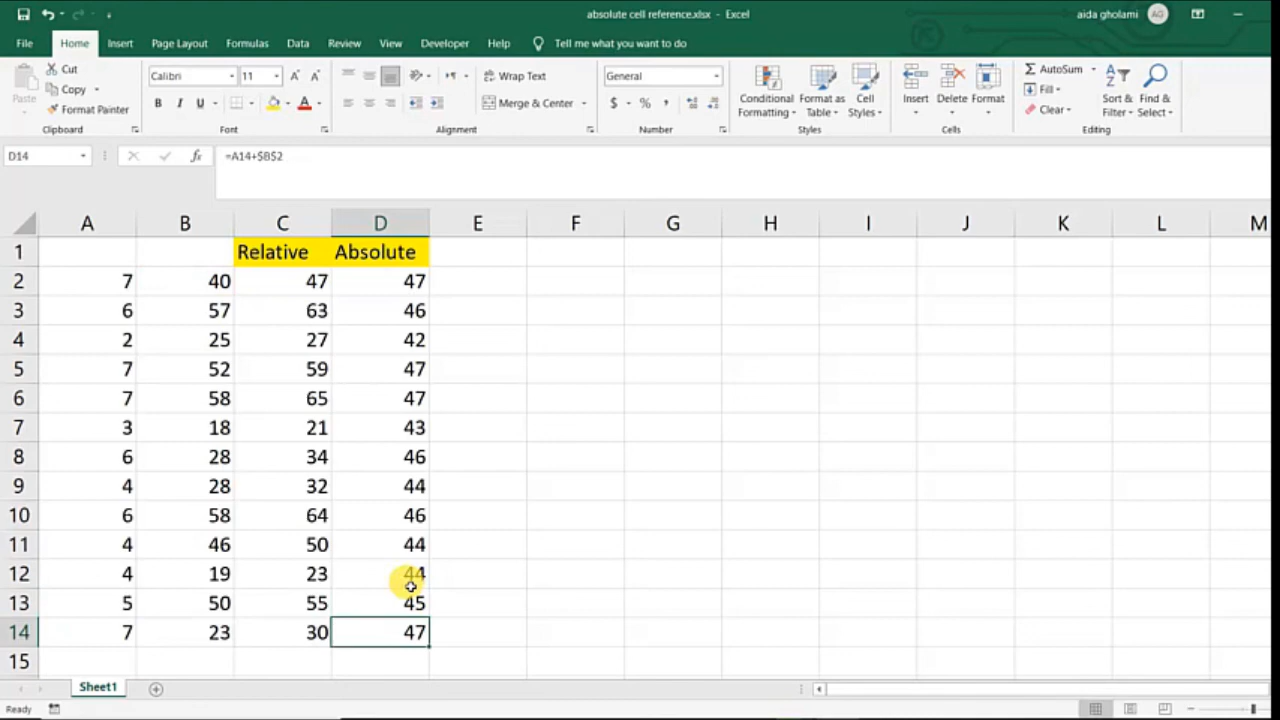 absolute cell reference.xlsx - Excel
aida gholami AG
File Home Insert Page Layout Formulas Data Review View Developer Help Tell me what you want to do
Paste
Cut
Copy
Format Painter
Clipboard
Calibri 11
B I U
Font
Wrap Text
Merge & Center
Alignment
General
$ % ,
Number
Conditional Formatting
Format as Table
Cell Styles
Styles
Insert Delete Format
Cells
AutoSum
Fill
Clear
Sort & Filter
Find & Select
Editing
D14 fx =A14+$B$2
A B C D E F G H I J K L M
1 Relative Absolute
2 7 40 47 47
3 6 57 63 46
4 2 25 27 42
5 7 52 59 47
6 7 58 65 47
7 3 18 21 43
8 6 28 34 46
9 4 28 32 44
10 6 58 64 46
11 4 46 50 44
12 4 19 23 44
13 5 50 55 45
14 7 23 30 47
15
Sheet1
Ready